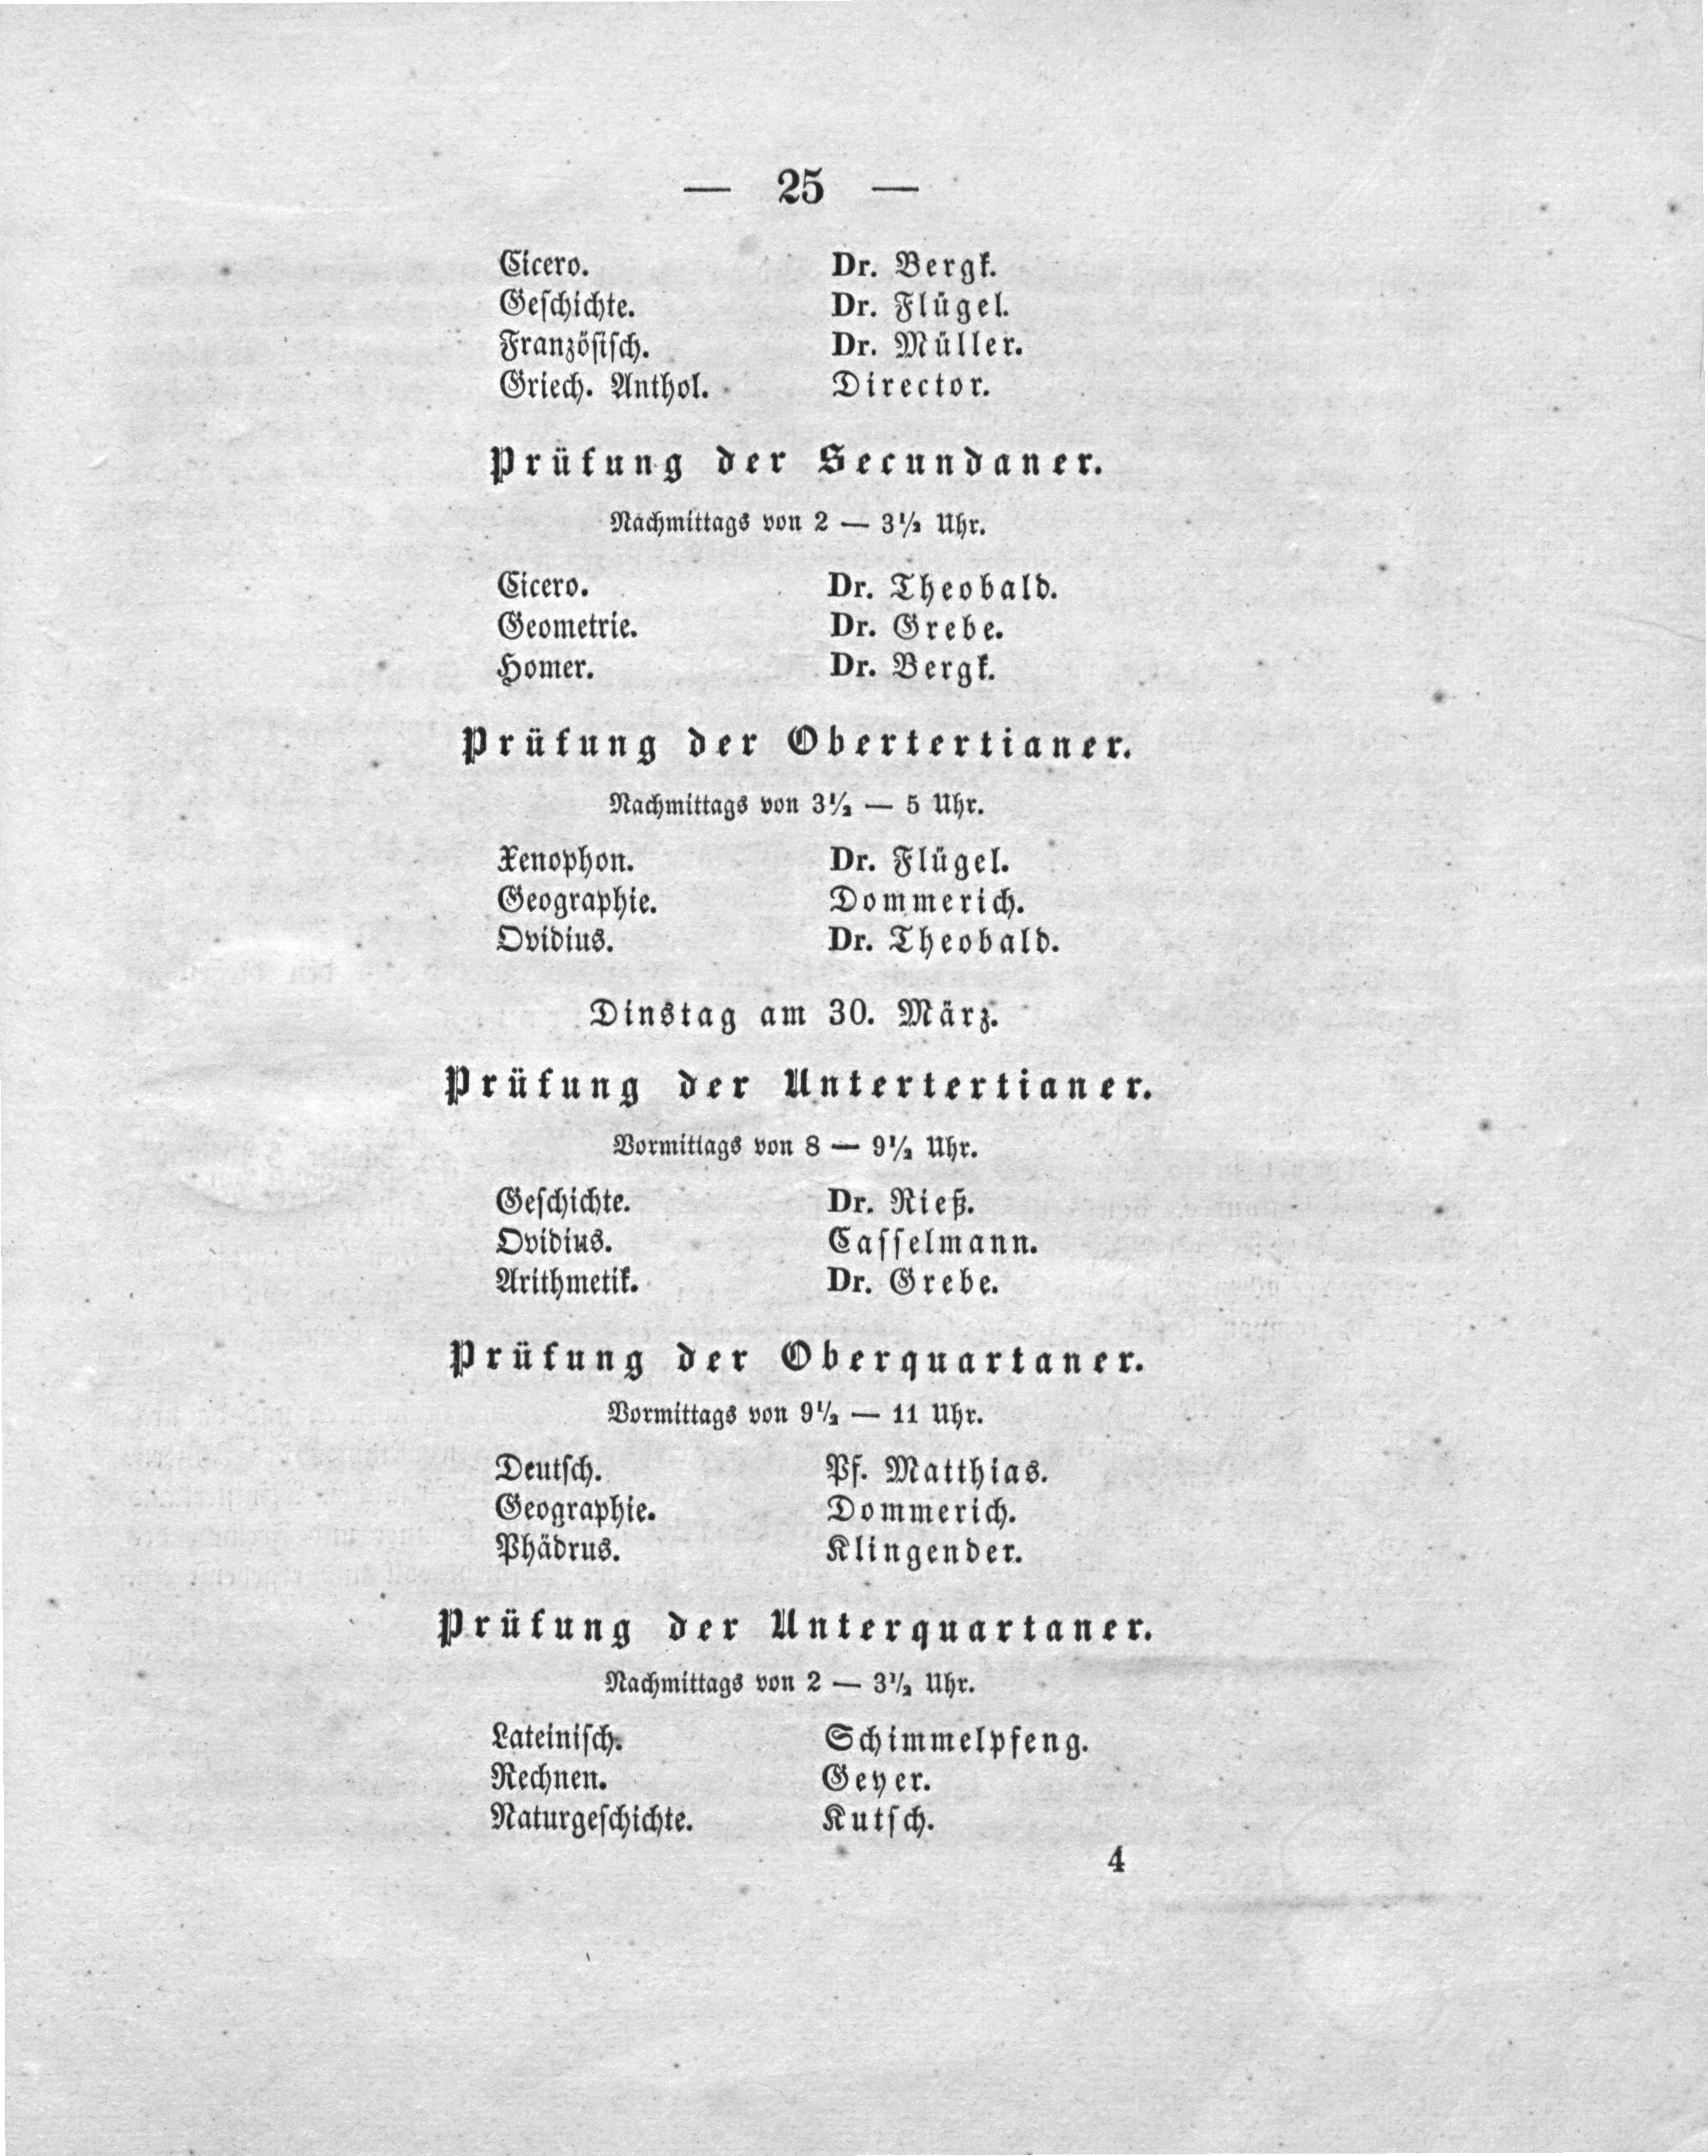 — 25 —
Cicero. Dr. Bergk.
Geschichte. Dr. Flügel.
Französisch. Dr. Müller.
Griech. Anthol. Director.
Prüfung der Secundaner.
Nachmittags von 2 — 3½ Uhr.
Cicero. Dr. Theobald.
Geometrie. Dr. Grebe.
Homer. Dr. Bergk.
Prüfung der Obertertianer.
Nachmittags von 3½ — 5 Uhr.
Xenophon. Dr. Flügel.
Geographie. Dommerich.
Ovidius. Dr. Theobald.
Dinstag am 30. März.
Prüfung der Untertertianer.
Vormittags von 8 — 9½ Uhr.
Geschichte. Dr. Rieß.
Ovidius. Casselmann.
Arithmetik. Dr. Grebe.
Prüfung der Oberquartaner.
Vormittags von 9½ — 11 Uhr.
Deutsch. Pf. Matthias.
Geographie. Dommerich.
Phädrus. Klingender.
Prüfung der Unterquartaner.
Nachmittags von 2 — 3½ Uhr.
Lateinisch. Schimmelpfeng.
Rechnen. Geyer.
Naturgeschichte. Kutsch.
4